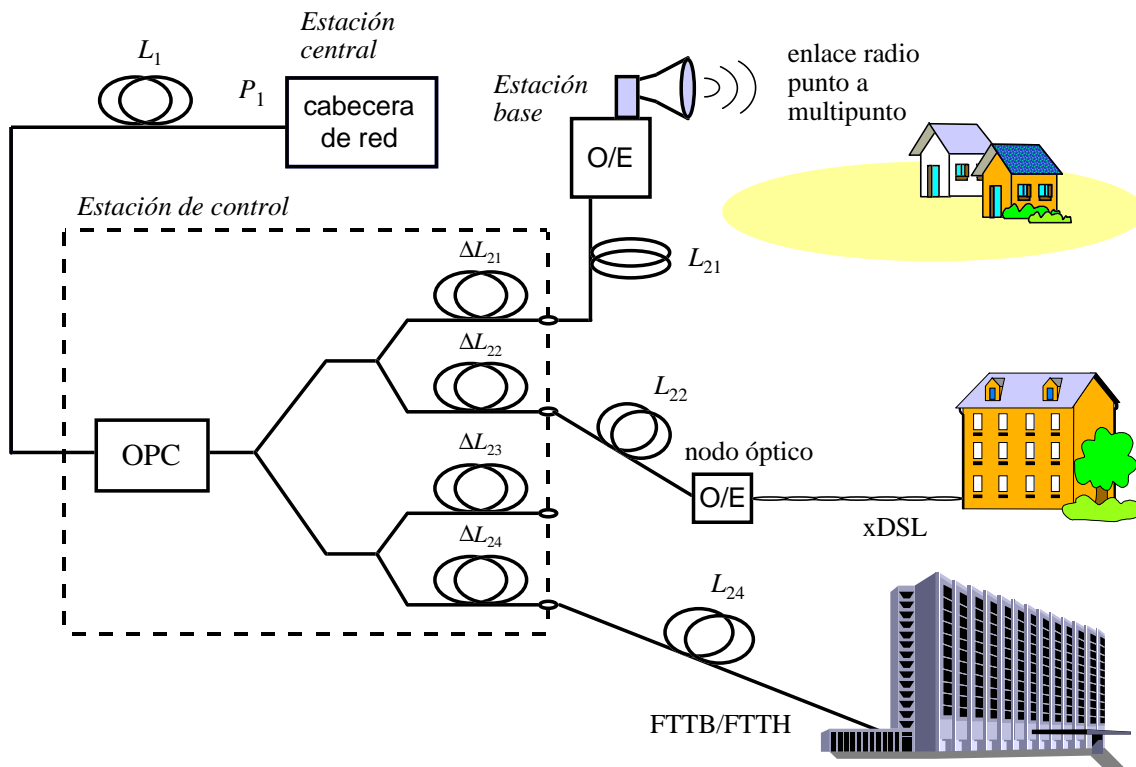 Estación
central
L1
P1
cabecera
de red
Estación
base
O/E
enlace radio
punto a
multipunto
Estación de control
ΔL21
L21
ΔL22
L22
OPC
ΔL23
nodo óptico
O/E
xDSL
ΔL24
L24
FTTB/FTTH